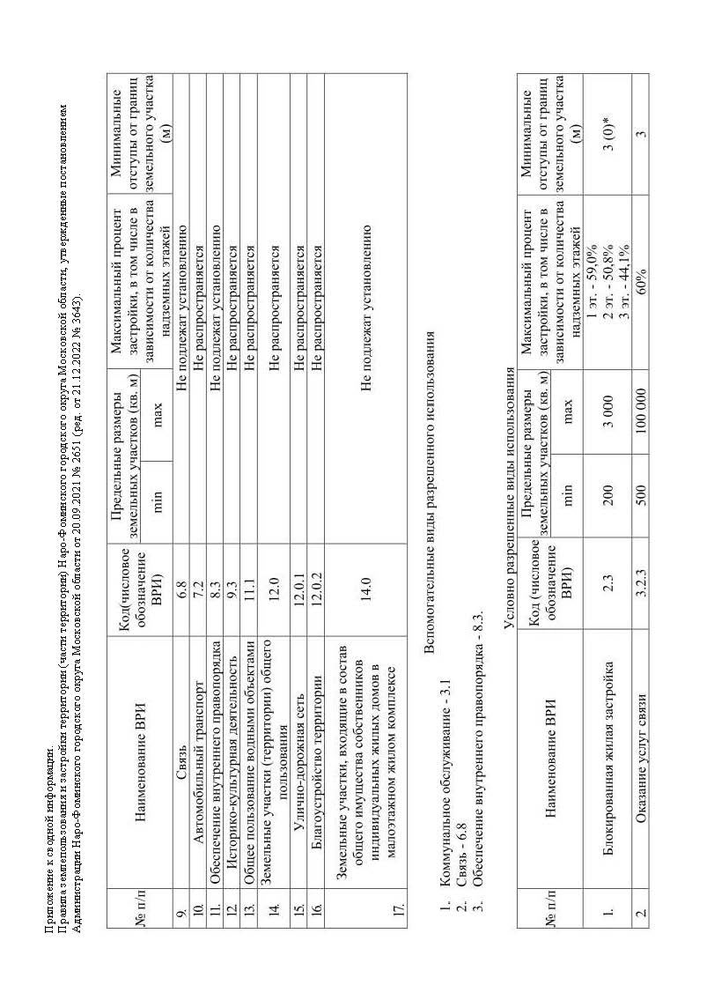 Приложение к сводной информации.
Правила землепользования и застройки территории (части территории) Наро-Фоминского городского округа Московской области, утвержденные постановлением
Администрации Наро-Фоминского городского округа Московской области от 20.09.2021 № 2651 (ред. от 21.12.2022 № 3643).
№ п/п
Наименование ВРИ
Код(числовое
обозначение
ВРИ)
Предельные размеры
земельных участков (кв. м)
min
max
Максимальный процент
застройки, в том числе в
зависимости от количества
надземных этажей
Минимальные
отступы от границ
земельного участка
(м)
9. Связь 6.8 Не подлежат установлению
10. Автомобильный транспорт 7.2 Не распространяется
11. Обеспечение внутреннего правопорядка 8.3 Не подлежат установлению
12. Историко-культурная деятельность 9.3 Не распространяется
13. Общее пользование водными объектами 11.1 Не распространяется
14. Земельные участки (территории) общего
пользования 12.0 Не распространяется
15. Улично-дорожная сеть 12.0.1 Не распространяется
16. Благоустройство территории 12.0.2 Не распространяется
17. Земельные участки, входящие в состав
общего имущества собственников
индивидуальных жилых домов в
малоэтажном жилом комплексе 14.0 Не подлежат установлению
Вспомогательные виды разрешенного использования
1. Коммунальное обслуживание - 3.1
2. Связь - 6.8
3. Обеспечение внутреннего правопорядка - 8.3.
Условно разрешенные виды использования
№ п/п
Наименование ВРИ
Код (числовое
обозначение
ВРИ)
Предельные размеры
земельных участков (кв. м)
min
max
Максимальный процент
застройки, в том числе в
зависимости от количества
надземных этажей
Минимальные
отступы от границ
земельного участка
(м)
1. Блокированная жилая застройка 2.3 200 3 000
1 эт. - 59,0%
2 эт. - 50,8%
3 эт. - 44,1%
3 (0)*
2. Оказание услуг связи 3.2.3 500 100 000 60% 3